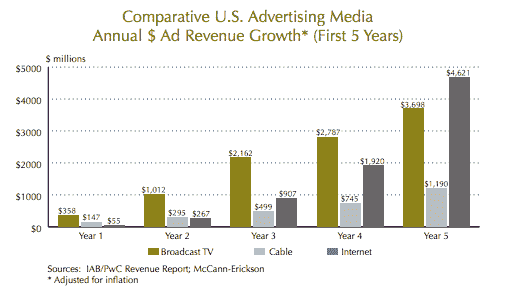 Comparative U.S. Advertising Media
Annual $ Ad Revenue Growth* (First 5 Years)
$ millions
$5000
$4000
$3000
$2000
$1000
$0
$358
$147
$55
$1,012
$295
$267
$2,162
$499
$907
$2,787
$745
$1,920
$3,698
$1,190
$4,621
Year 1
Year 2
Year 3
Year 4
Year 5
Broadcast TV
Cable
Internet
Sources: IAB/PwC Revenue Report; McCann-Erickson
* Adjusted for inflation